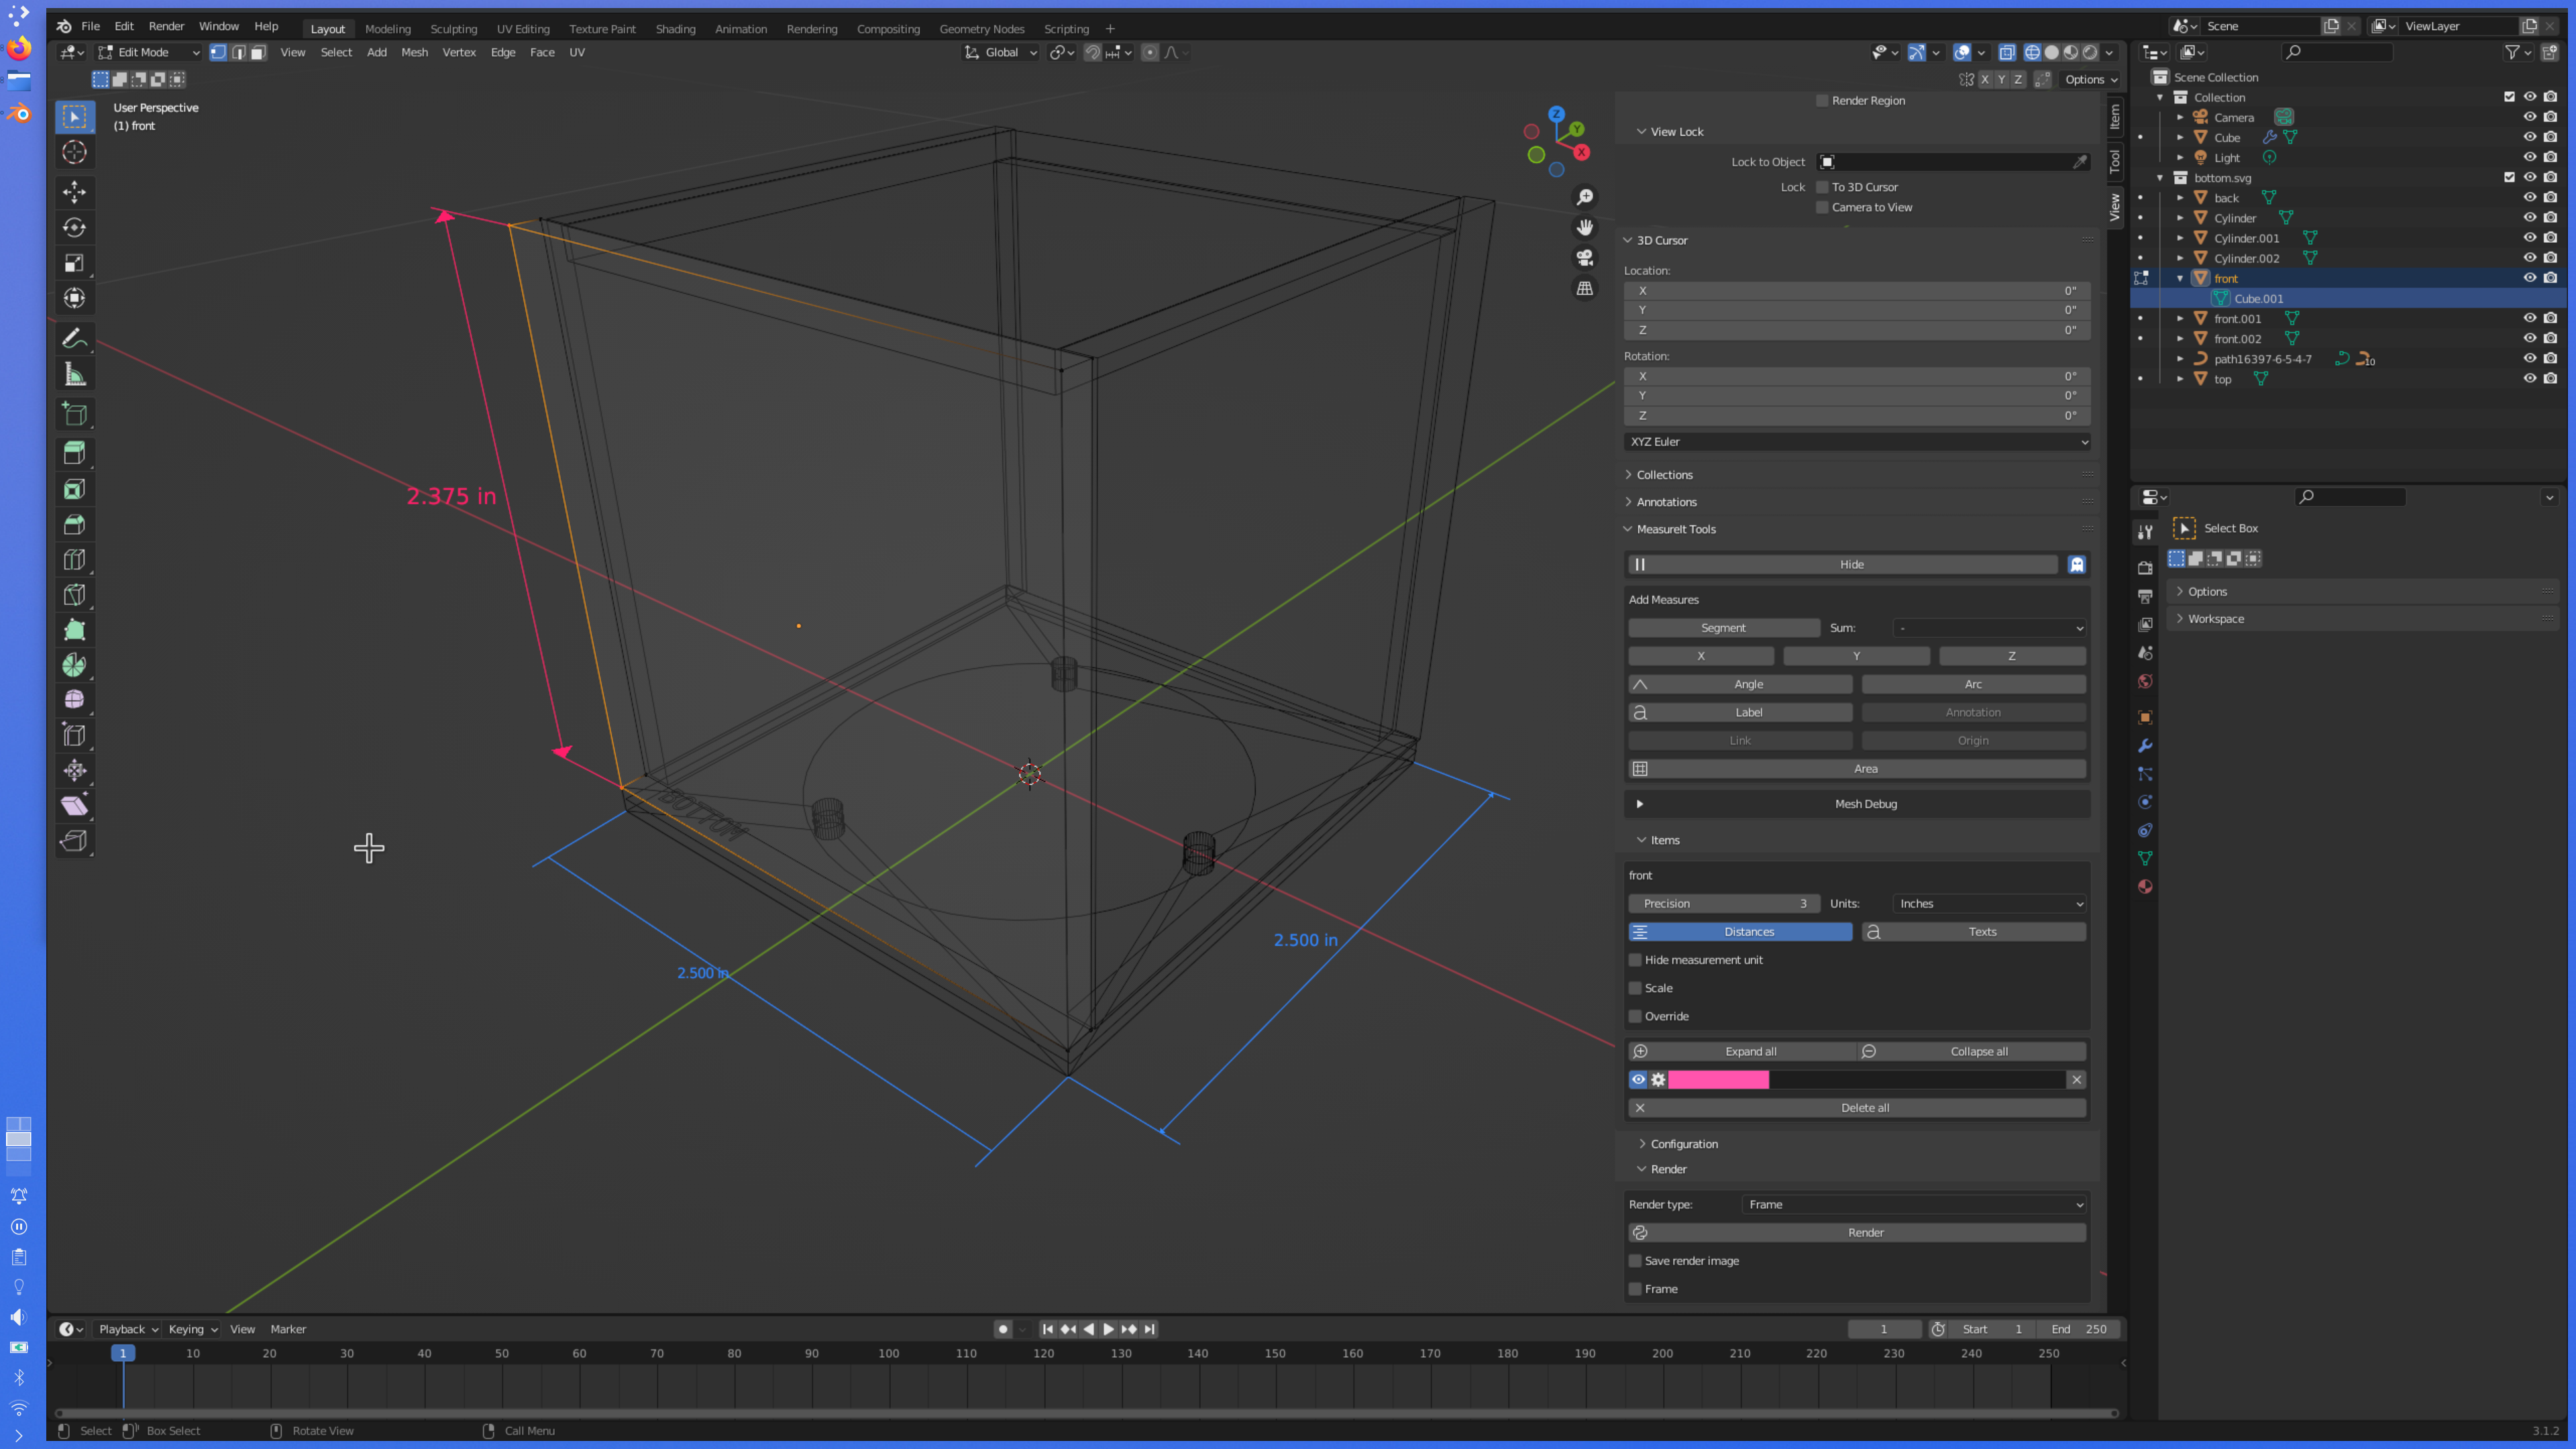 File Edit Render Window Help Layout Modeling Sculpting UV Editing Texture Paint Shading Animation Rendering Compositing Geometry Nodes Scripting + Scene ViewLayer
Edit Mode View Select Add Mesh Vertex Edge Face UV Global
X Y Z Options
User Perspective
(1) front
Z
Y
X
2.375 in
2.500 in
2.500 in
BOTTOM
Item
Tool
View
Render Region
View Lock
Lock to Object
Lock To 3D Cursor
Camera to View
3D Cursor
Location:
X 0"
Y 0"
Z 0"
Rotation:
X 0°
Y 0°
Z 0°
XYZ Euler
Collections
Annotations
MeasureIt Tools
Hide
Add Measures
Segment Sum: -
X Y Z
Angle Arc
Label Annotation
Link Origin
Area
Mesh Debug
Items
front
Precision 3 Units: Inches
Distances Texts
Hide measurement unit
Scale
Override
Expand all Collapse all
Delete all
Configuration
Render
Render type: Frame
Render
Save render image
Frame
Scene Collection
Collection
Camera
Cube
Light
bottom.svg
back
Cylinder
Cylinder.001
Cylinder.002
front
Cube.001
front.001
front.002
path16397-6-5-4-7 10
top
Select Box
Options
Workspace
Playback Keying View Marker 1 Start 1 End 250
1 10 20 30 40 50 60 70 80 90 100 110 120 130 140 150 160 170 180 190 200 210 220 230 240 250
Select Box Select Rotate View Call Menu 3.1.2